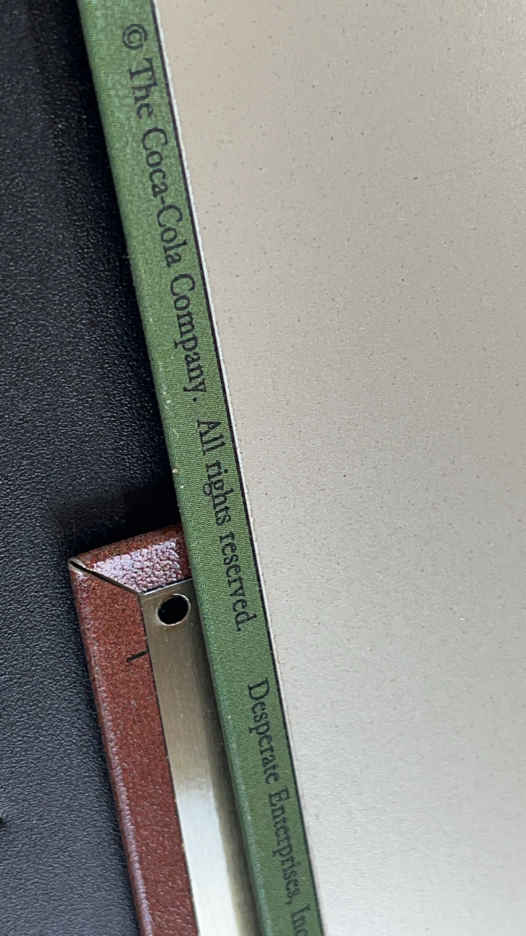 © The Coca-Cola Company. All rights reserved. Desperate Enterprises, Inc